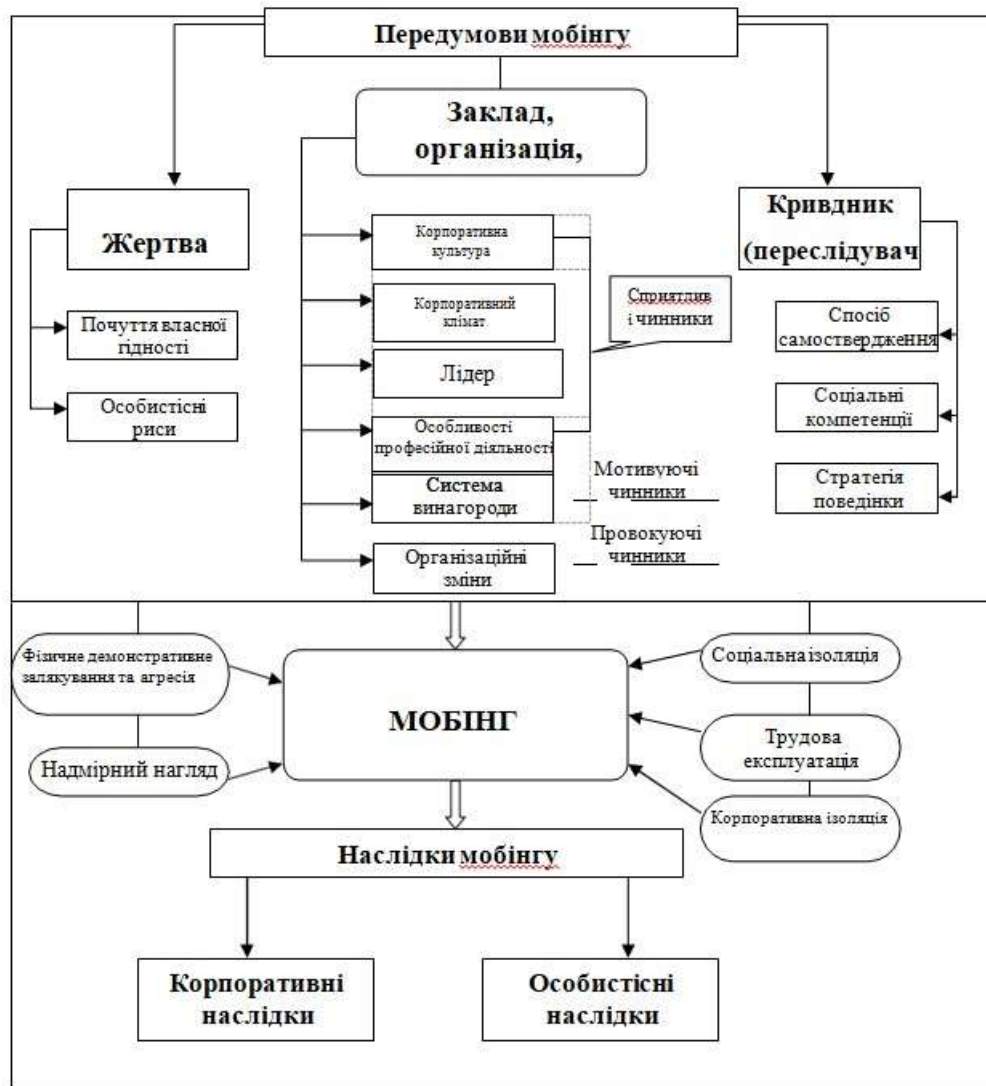 Передумови мобінгу
Заклад,
організація,
Жертва
Кривдник
(переслідувач
Почуття власної
гідності
Особистісні
риси
Корпоративна
культура
Корпоративний
клімат
Лідер
Особливості
професійної діяльності
Система
винагороди
Організаційні
зміни
Сприятлив
і чинники
Мотивуючі
чинники
Провокуючі
чинники
Спосіб
самоствердження
Соціальні
компетенції
Стратегія
поведінки
Фізичне демонстративне
залякування та агресія
Надмірний нагляд
МОБІНГ
Соціальна ізоляція
Трудова
експлуатація
Корпоративна ізоляція
Наслідки мобінгу
Корпоративні
наслідки
Особистісні
наслідки